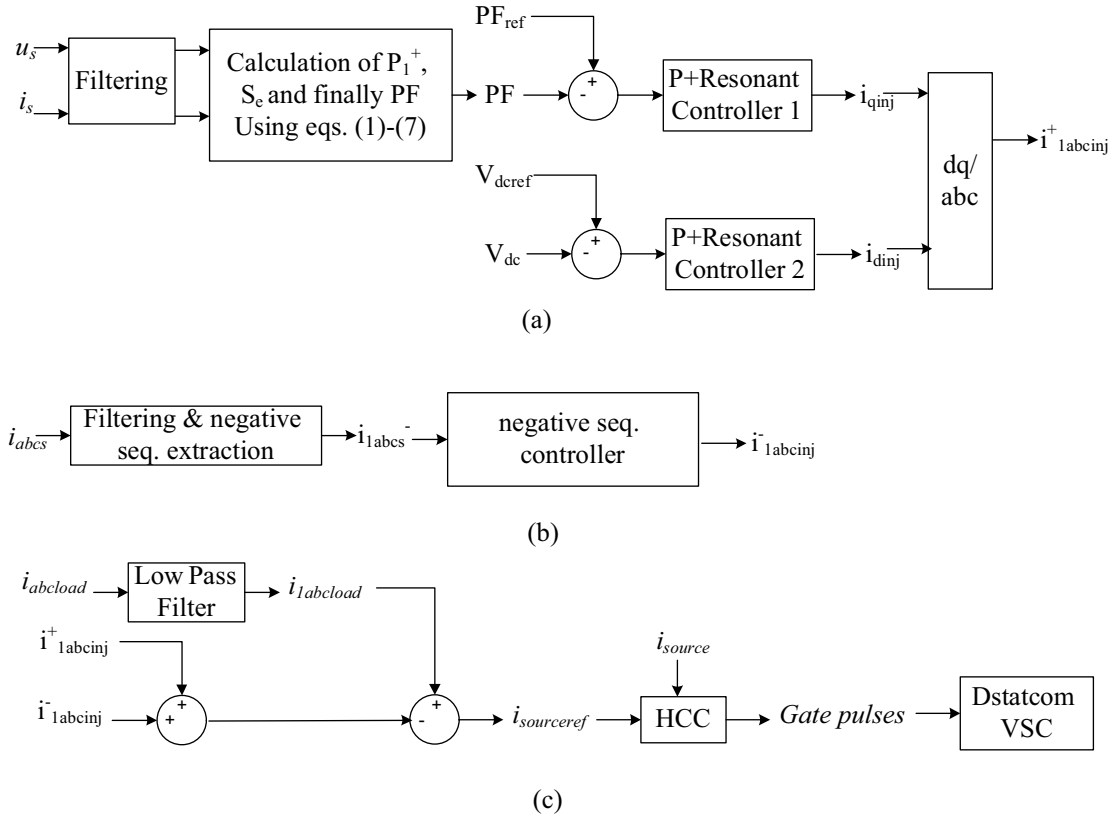 u_s
i_s
Filtering
Calculation of P_1^+,
S_e and finally PF
Using eqs. (1)-(7)
PF
PF_ref
+
-
P+Resonant
Controller 1
i_qinj
dq/
abc
i^+_1abcinj
V_dcref
V_dc
+
-
P+Resonant
Controller 2
i_dinj
(a)
i_abcs
Filtering & negative
seq. extraction
i_1abcs^-
negative seq.
controller
i^-_1abcinj
(b)
i_abcload
Low Pass
Filter
i_1abcload
i^+_1abcinj
i^-_1abcinj
+
+
+
-
i_sourceref
i_source
HCC
Gate pulses
Dstatcom
VSC
(c)